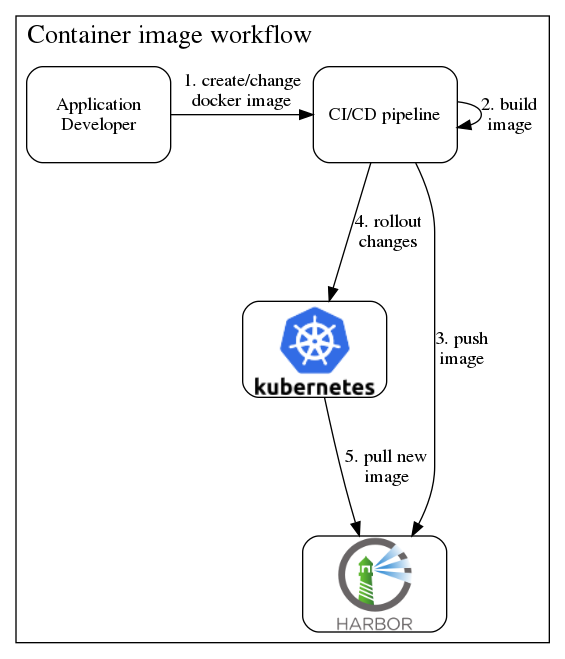 Container image workflow
Application
Developer
1. create/change
docker image
CI/CD pipeline
2. build
image
4. rollout
changes
3. push
image
kubernetes
5. pull new
image
HARBOR